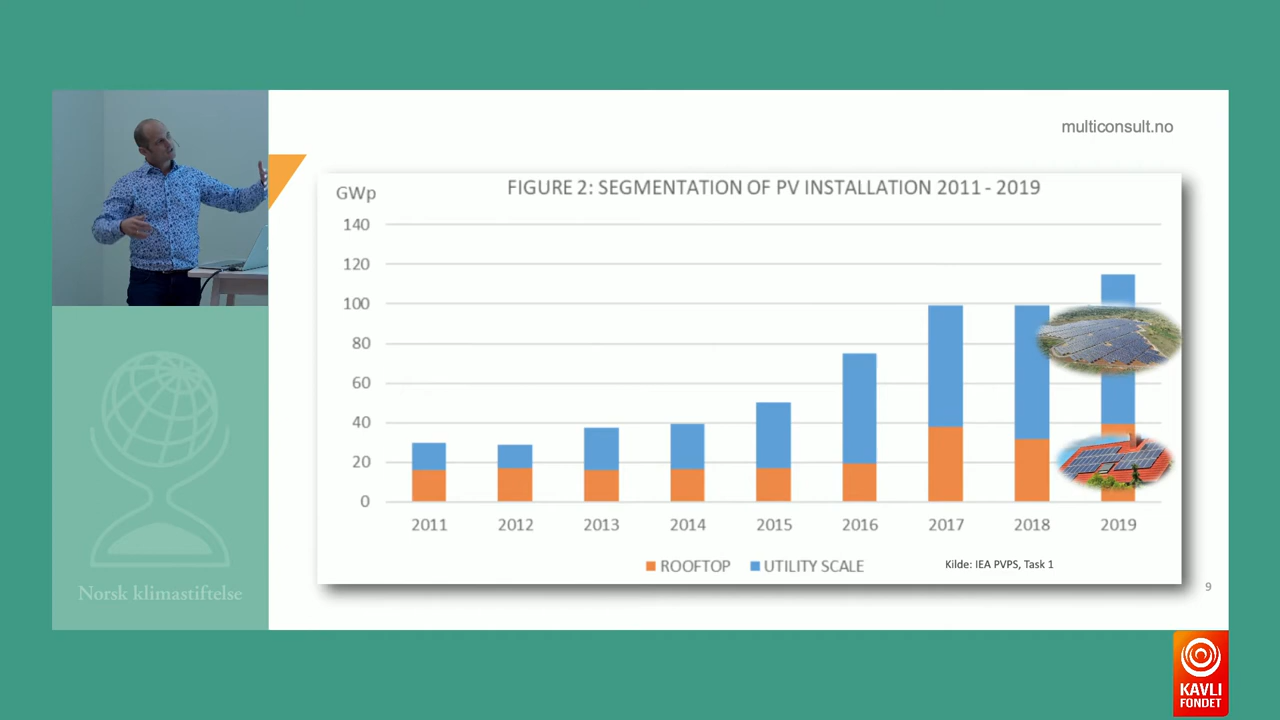 multiconsult.no
FIGURE 2: SEGMENTATION OF PV INSTALLATION 2011 - 2019
GWp
140
120
100
80
60
40
20
0
2011 2012 2013 2014 2015 2016 2017 2018 2019
ROOFTOP UTILITY SCALE
Kilde: IEA PVPS, Task 1
9
Norsk klimastiftelse
KAVLI
FONDET